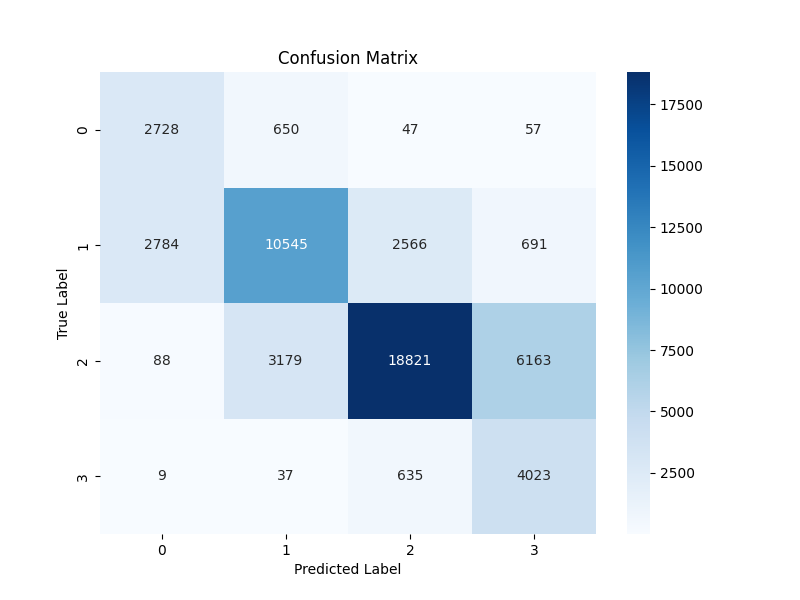 Confusion Matrix
True Label
0 2728 650 47 57
1 2784 10545 2566 691
2 88 3179 18821 6163
3 9 37 635 4023
0 1 2 3
Predicted Label
17500
15000
12500
10000
7500
5000
2500